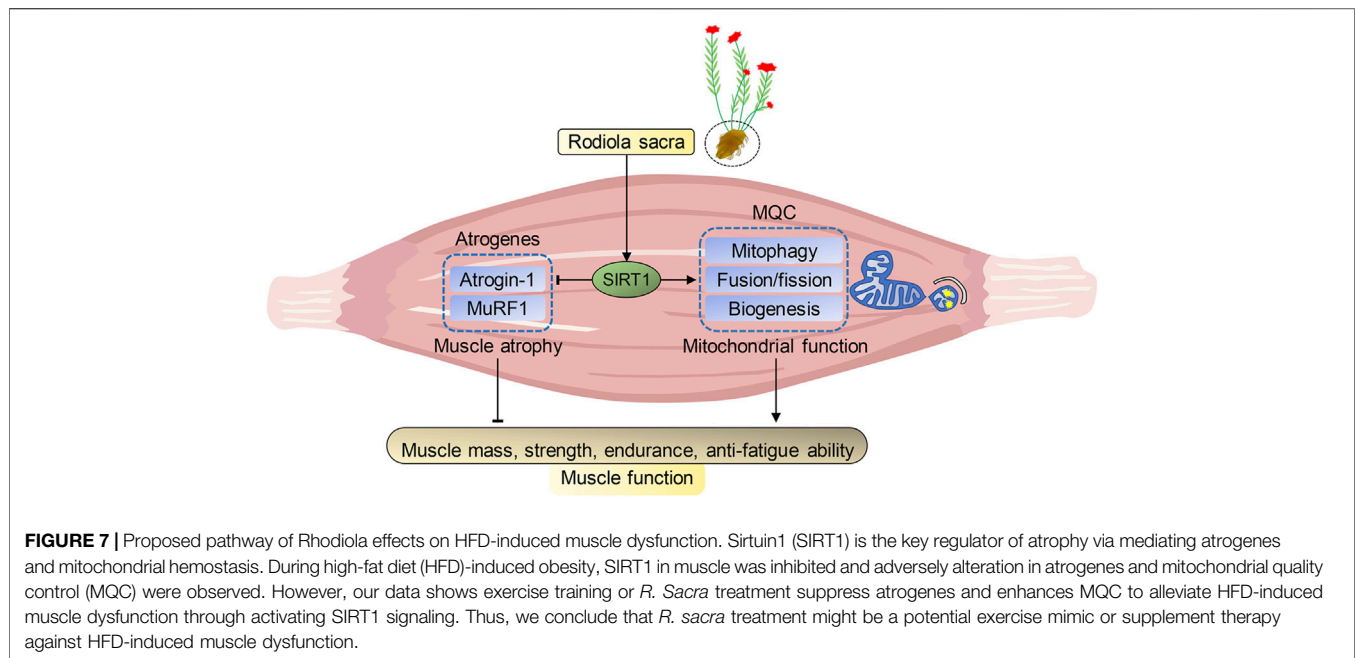 Rodiola sacra
MQC
Atrogenes
Mitophagy
Atrogin-1
SIRT1
Fusion/fission
MuRF1
Biogenesis
Muscle atrophy
Mitochondrial function
Muscle mass, strength, endurance, anti-fatigue ability
Muscle function
FIGURE 7 | Proposed pathway of Rhodiola effects on HFD-induced muscle dysfunction. Sirtuin1 (SIRT1) is the key regulator of atrophy via mediating atrogenes
and mitochondrial hemostasis. During high-fat diet (HFD)-induced obesity, SIRT1 in muscle was inhibited and adversely alteration in atrogenes and mitochondrial quality
control (MQC) were observed. However, our data shows exercise training or R. Sacra treatment suppress atrogenes and enhances MQC to alleviate HFD-induced
muscle dysfunction through activating SIRT1 signaling. Thus, we conclude that R. sacra treatment might be a potential exercise mimic or supplement therapy
against HFD-induced muscle dysfunction.